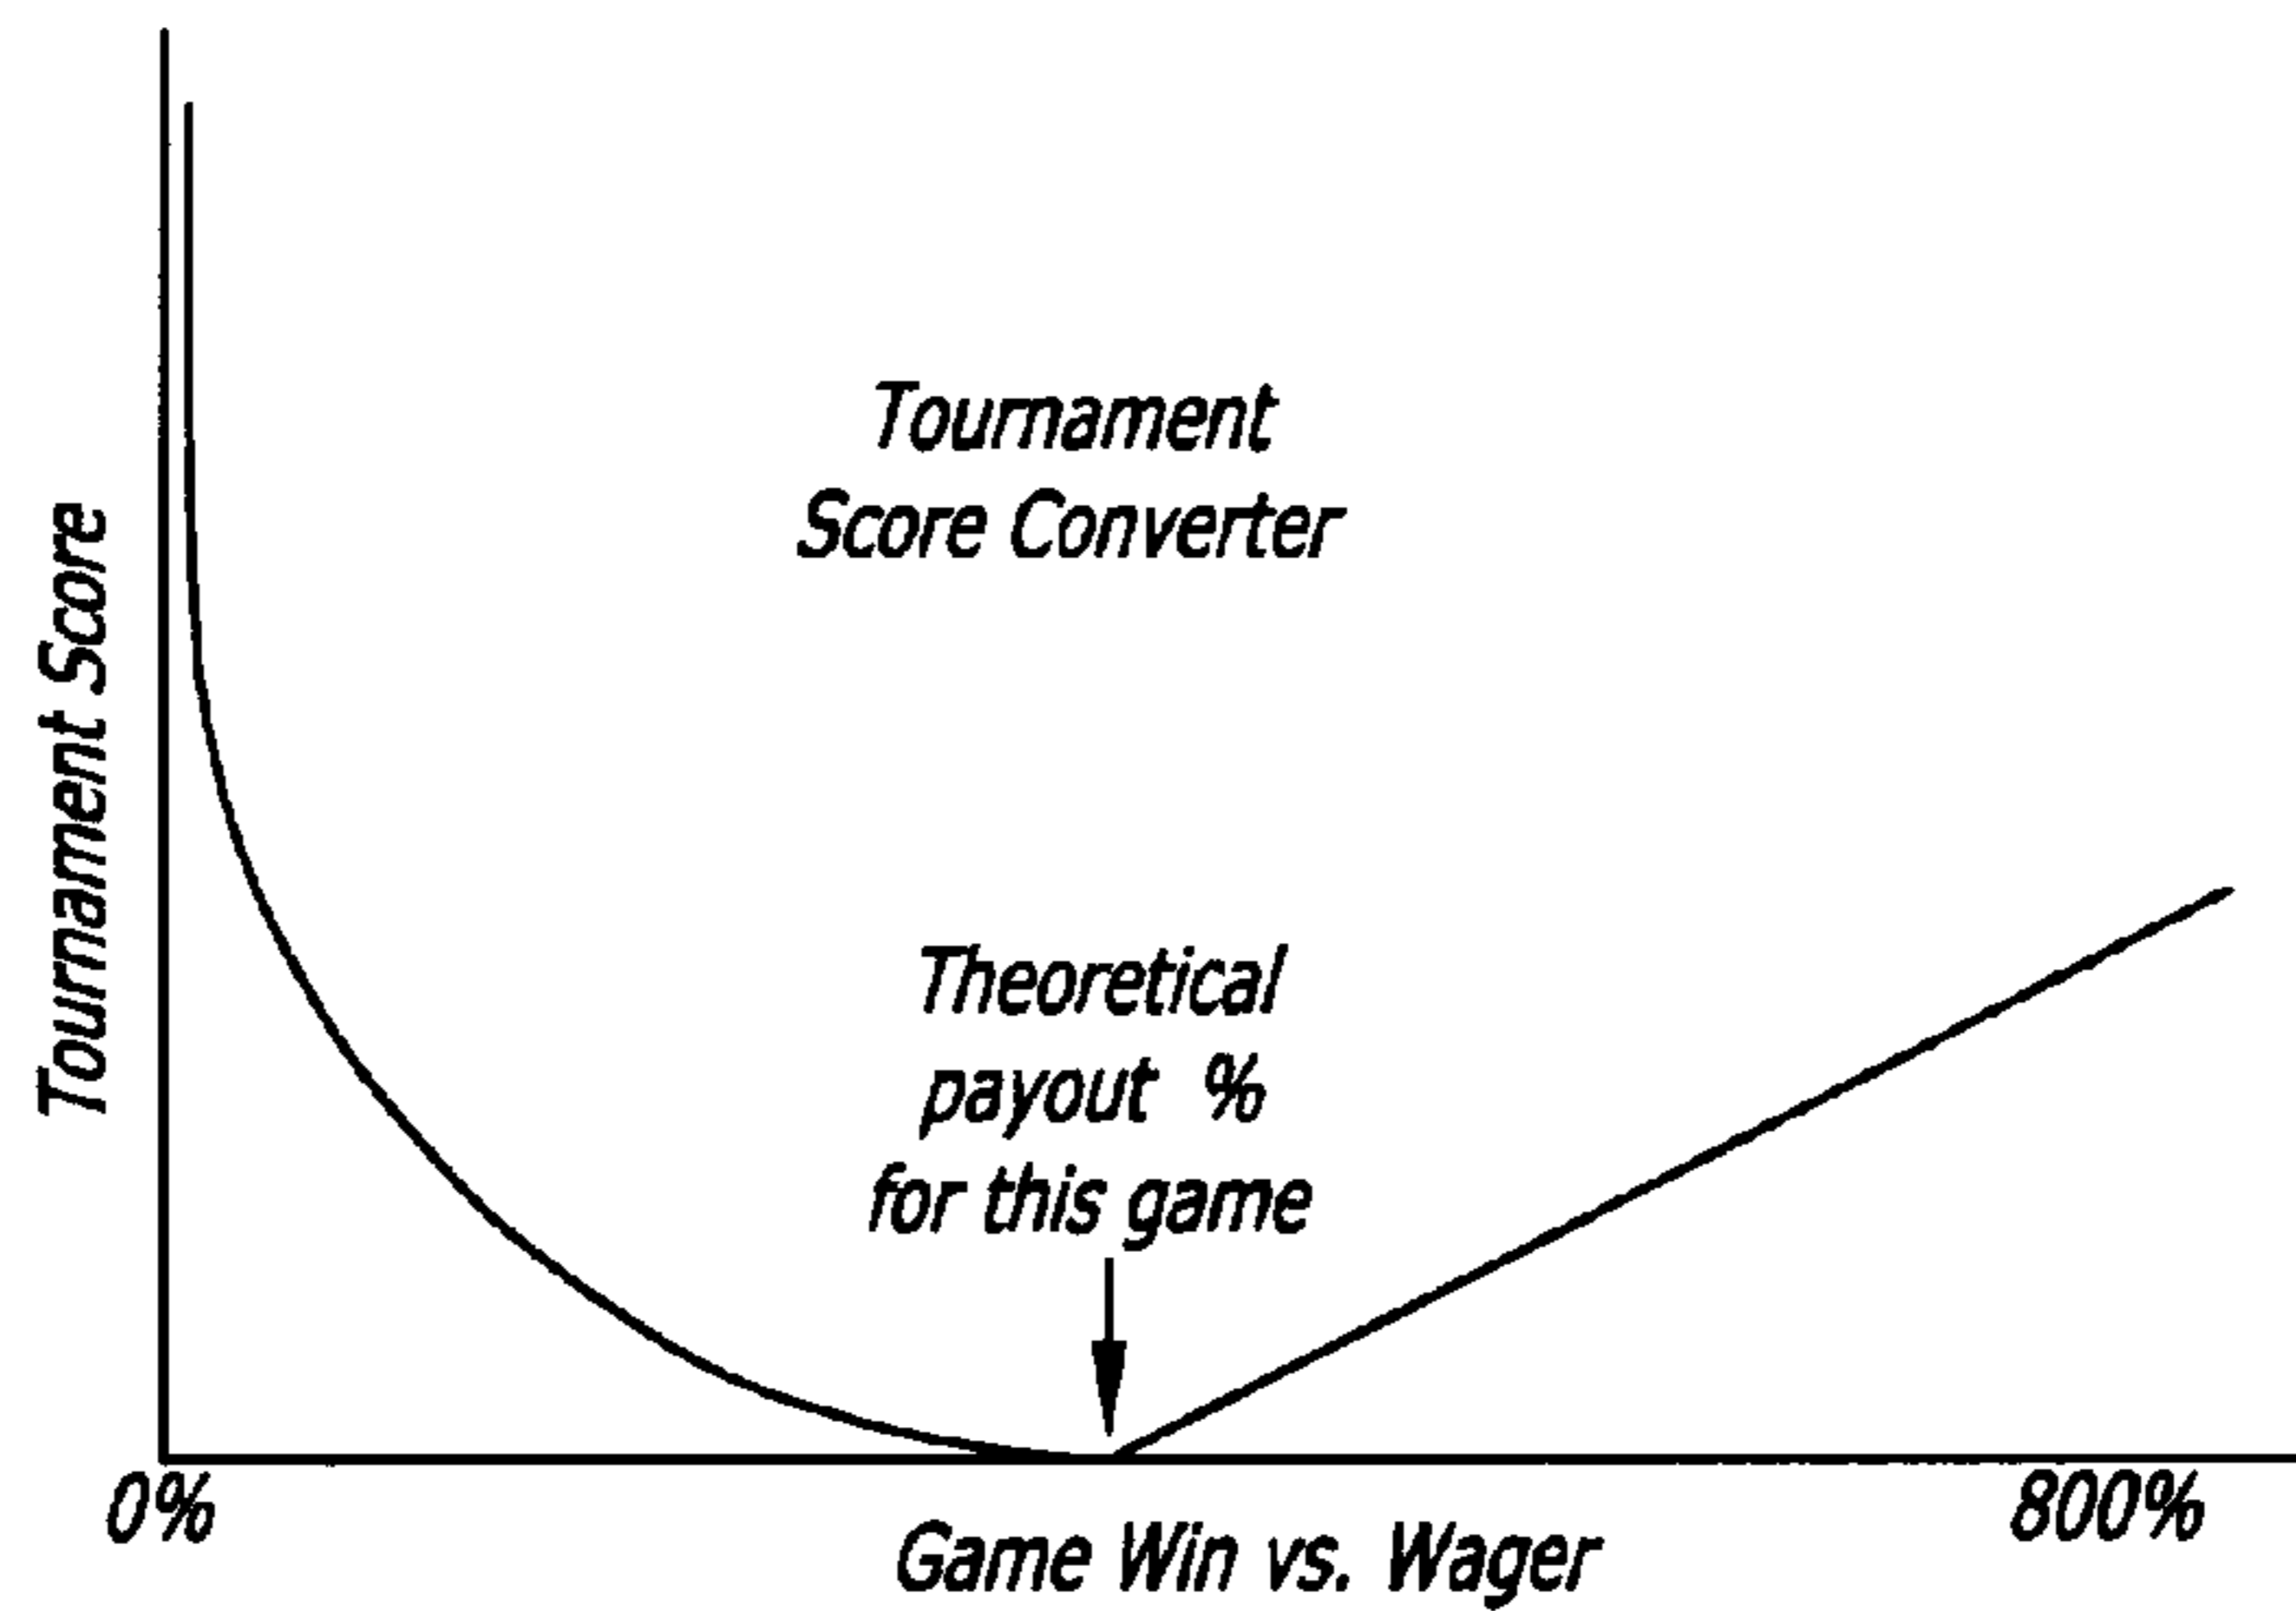 Tournament
Score Converter
Tournament Score
Theoretical
payout %
for this game
0%
800%
Game Win vs. Wager